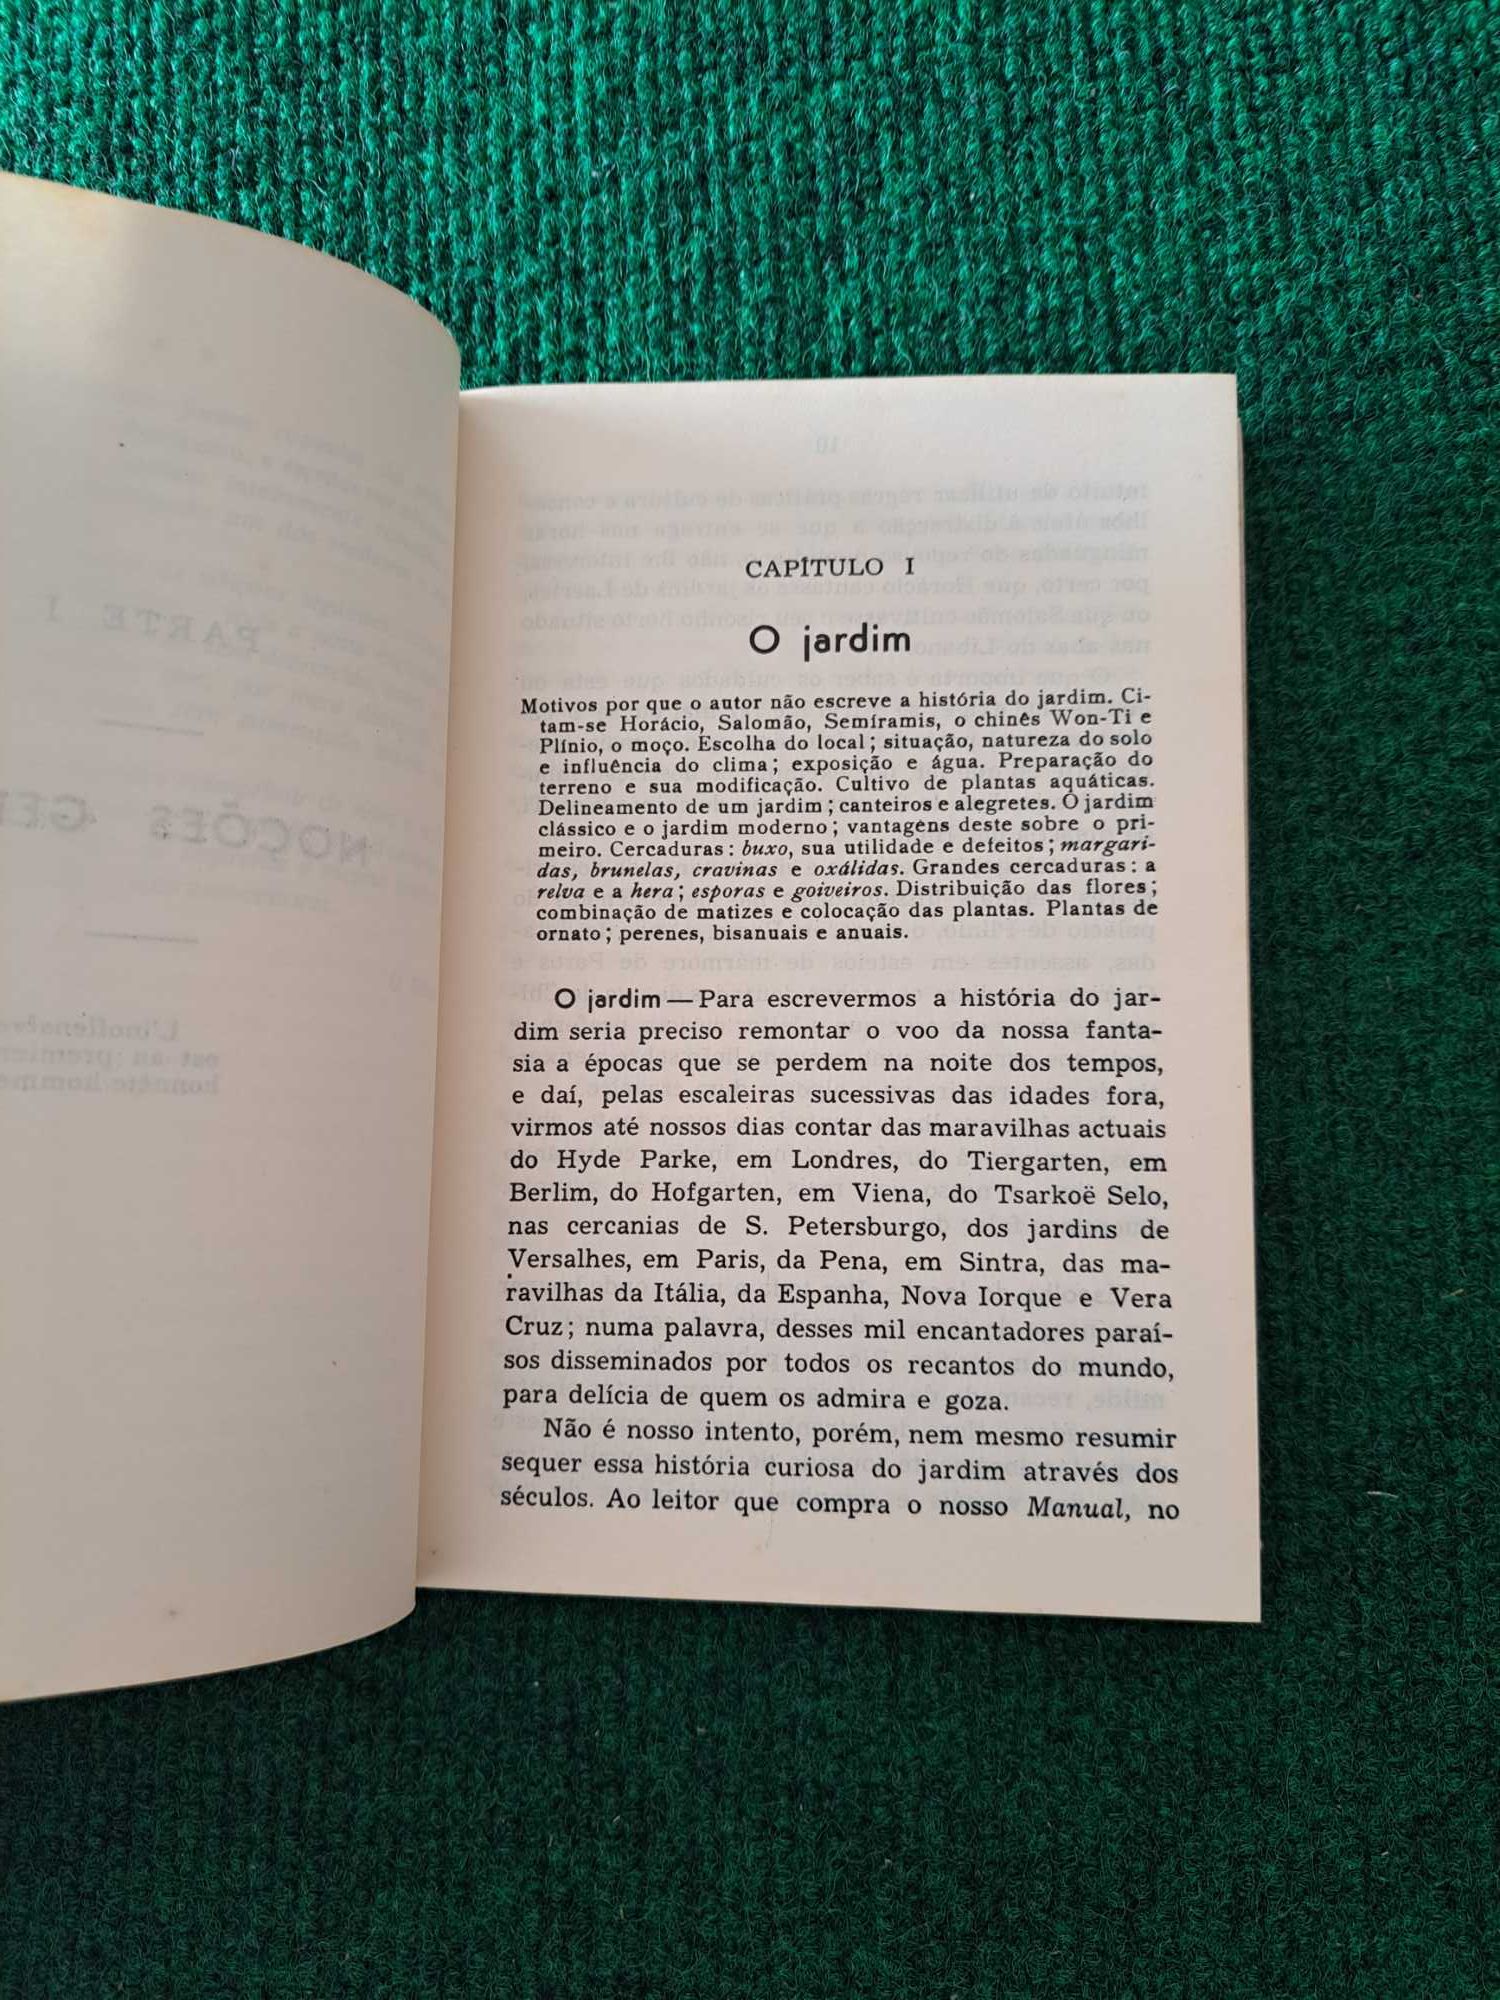 CAPÍTULO I
O jardim
Motivos por que o autor não escreve a história do jardim. Ci-
tam-se Horácio, Salomão, Semíramis, o chinês Won-Ti e
Plínio, o moço. Escolha do local; situação, natureza do solo
e influência do clima; exposição e água. Preparação do
terreno e sua modificação. Cultivo de plantas aquáticas.
Delineamento de um jardim; canteiros e alegretes. O jardim
clássico e o jardim moderno; vantagens deste sobre o pri-
meiro. Cercaduras: buxo, sua utilidade e defeitos; margari-
das, brunelas, cravinas e oxálidas. Grandes cercaduras: a
relva e a hera; esporas e goiveiros. Distribuição das flores;
combinação de matizes e colocação das plantas. Plantas de
ornato; perenes, bisanuais e anuais.
O jardim — Para escrevermos a história do jar-
dim seria preciso remontar o voo da nossa fanta-
sia a épocas que se perdem na noite dos tempos,
e daí, pelas escaleiras sucessivas das idades fora,
virmos até nossos dias contar das maravilhas actuais
do Hyde Parke, em Londres, do Tiergarten, em
Berlim, do Hofgarten, em Viena, do Tsarkoë Selo,
nas cercanias de S. Petersburgo, dos jardins de
Versalhes, em Paris, da Pena, em Sintra, das ma-
ravilhas da Itália, da Espanha, Nova Iorque e Vera
Cruz; numa palavra, desses mil encantadores paraí-
sos disseminados por todos os recantos do mundo,
para delícia de quem os admira e goza.
Não é nosso intento, porém, nem mesmo resumir
sequer essa história curiosa do jardim através dos
séculos. Ao leitor que compra o nosso Manual, no